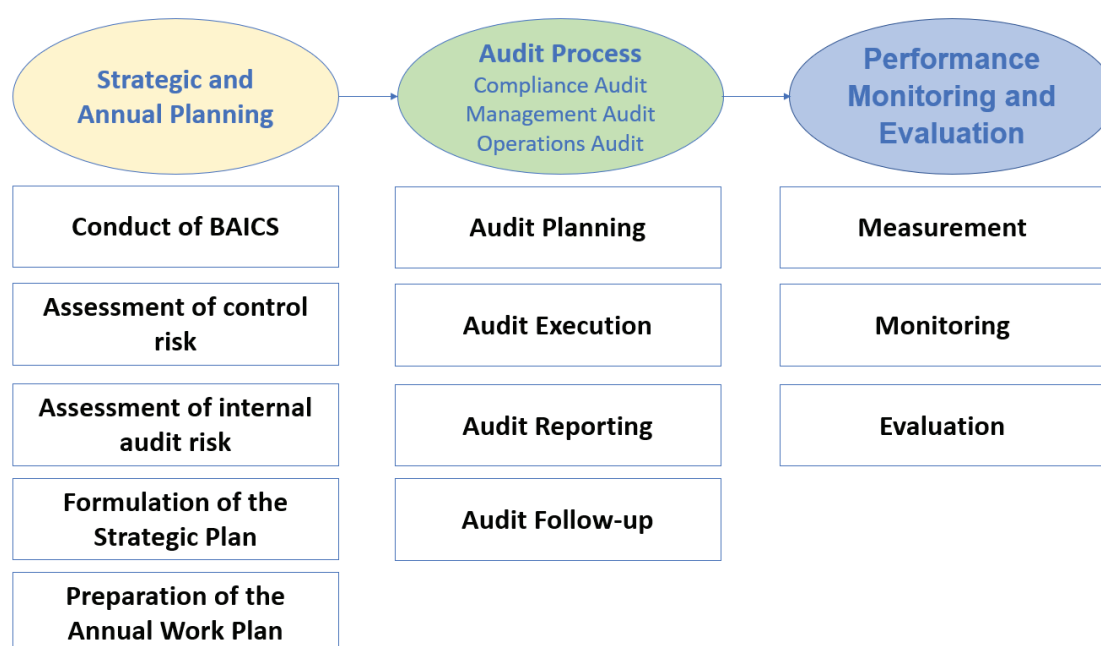 Strategic and
Annual Planning
Audit Process
Compliance Audit
Management Audit
Operations Audit
Performance
Monitoring and
Evaluation
Conduct of BAICS
Assessment of control
risk
Assessment of internal
audit risk
Formulation of the
Strategic Plan
Preparation of the
Annual Work Plan
Audit Planning
Audit Execution
Audit Reporting
Audit Follow-up
Measurement
Monitoring
Evaluation